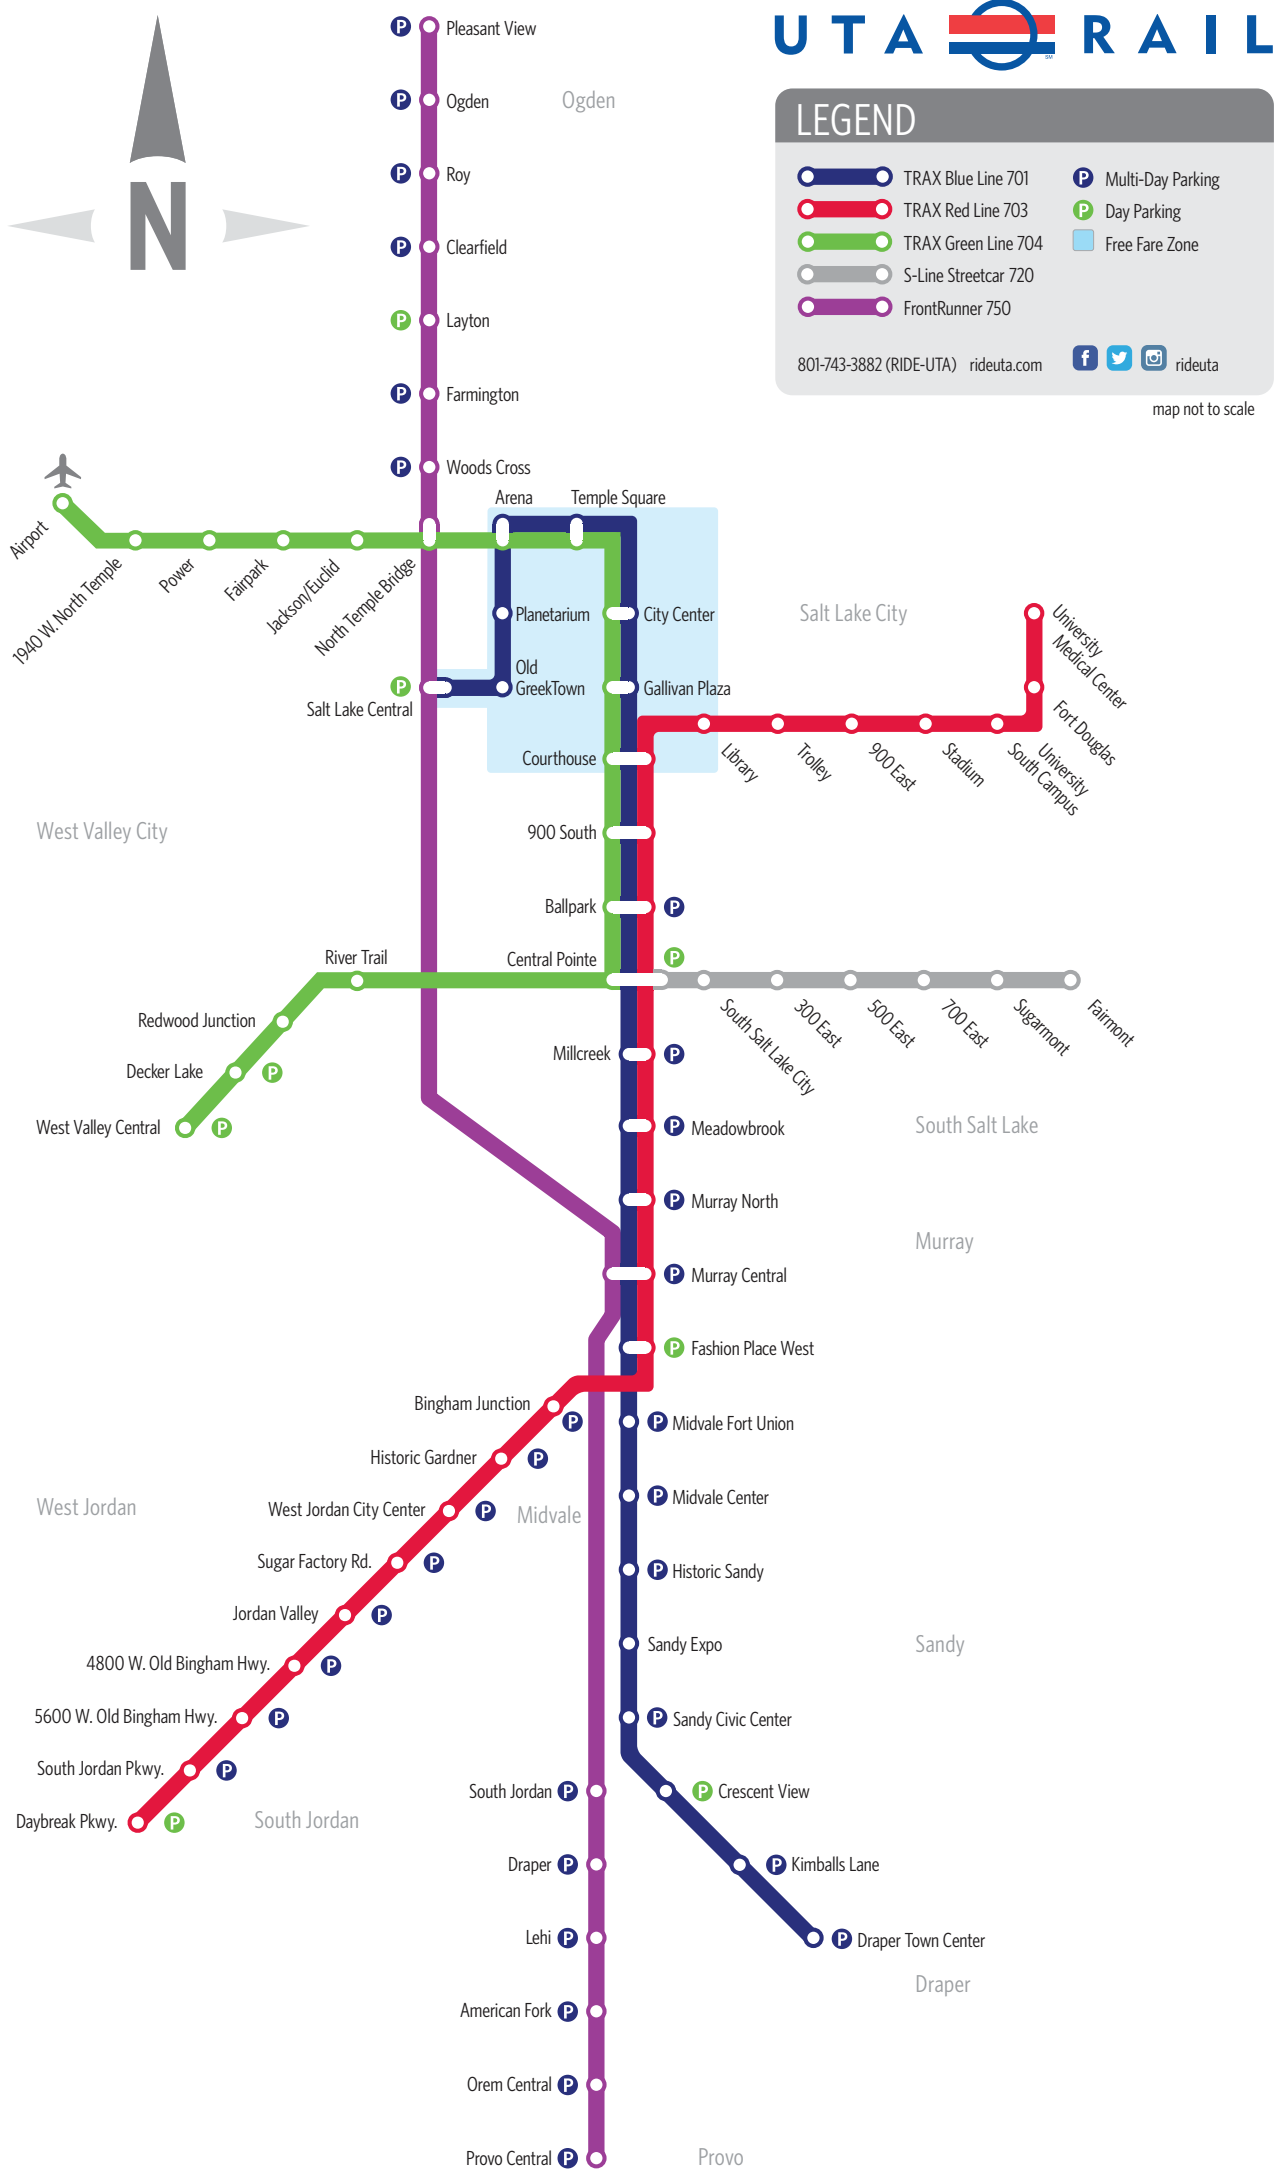 UTA RAIL
SM
LEGEND
TRAX Blue Line 701
TRAX Red Line 703
TRAX Green Line 704
S-Line Streetcar 720
FrontRunner 750
P Multi-Day Parking
P Day Parking
Free Fare Zone
801-743-3882 (RIDE-UTA) rideuta.com
f rideuta
map not to scale
N
P Pleasant View
P Ogden
Ogden
P Roy
P Clearfield
P Layton
P Farmington
P Woods Cross
Arena
Temple Square
Airport
1940 W. North Temple
Power
Fairpark
Jackson/Euclid
North Temple Bridge
Planetarium
City Center
Salt Lake City
Old
GreekTown
Gallivan Plaza
P
Salt Lake Central
Courthouse
Library
Trolley
900 East
Stadium
University
South Campus
Fort Douglas
University
Medical Center
West Valley City
900 South
Ballpark P
River Trail
Central Pointe P
South Salt Lake City
300 East
500 East
700 East
Sugarmont
Fairmont
Redwood Junction
Decker Lake P
West Valley Central P
Millcreek P
P Meadowbrook
South Salt Lake
P Murray North
Murray
P Murray Central
P Fashion Place West
Bingham Junction
P
P Midvale Fort Union
Historic Gardner P
West Jordan
West Jordan City Center P
Midvale
P Midvale Center
Sugar Factory Rd. P
P Historic Sandy
Jordan Valley P
Sandy Expo
Sandy
4800 W. Old Bingham Hwy. P
5600 W. Old Bingham Hwy. P
P Sandy Civic Center
South Jordan Pkwy. P
South Jordan P
P Crescent View
Daybreak Pkwy. P
South Jordan
Draper P
P Kimballs Lane
Lehi P
P Draper Town Center
Draper
American Fork P
Orem Central P
Provo Central P
Provo